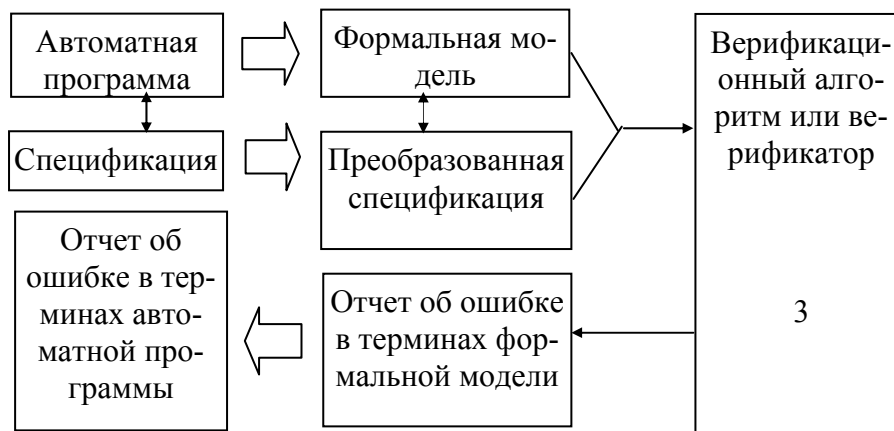 Автоматная
программа
Формальная мо-
дель
Верификаци-
онный алго-
ритм или ве-
рификатор
Спецификация
Преобразованная
спецификация
Отчет об
ошибке в тер-
минах авто-
матной про-
граммы
Отчет об ошибке
в терминах фор-
мальной модели
3